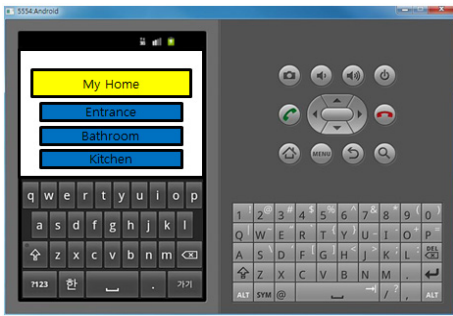 5554:Android
My Home
Entrance
Bathroom
Kitchen
q w e r t y u i o p
a s d f g h j k l
z x c v b n m
?123 한 . 가기
MENU
1 ! 2 @ 3 # 4 $ 5 % 6 ^ 7 & 8 * 9 ( 0 )
Q W ~ E R T { Y } U - I O + P =
A S \ D F [ G ] H < J > K ; L : DEL
Z X C V B N M .
ALT SYM @ / ? , ALT